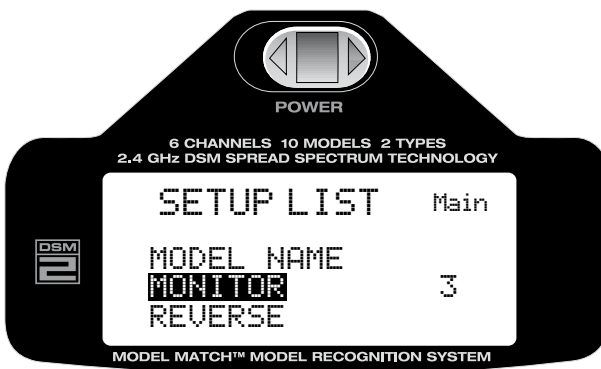 POWER
6 CHANNELS 10 MODELS 2 TYPES
2.4 GHz DSM SPREAD SPECTRUM TECHNOLOGY
SETUP LIST Main
DSM
2
MODEL NAME
MONITOR 3
REVERSE
MODEL MATCH™ MODEL RECOGNITION SYSTEM